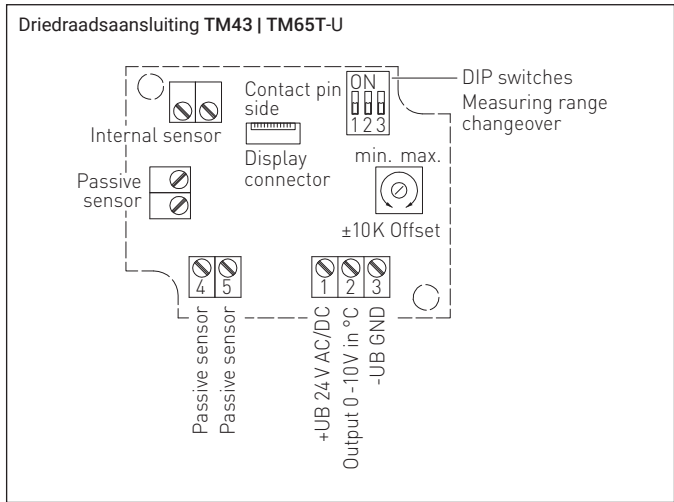 Driedraadsaansluiting TM43 | TM65T-U
Contact pin
side
ON
1 2 3
DIP switches
Measuring range
changeover
Internal sensor
Display
connector
min. max.
Passive
sensor
±10K Offset
4 5
1 2 3
Passive sensor
Passive sensor
+UB 24V AC/DC
Output 0 -10V in °C
-UB GND